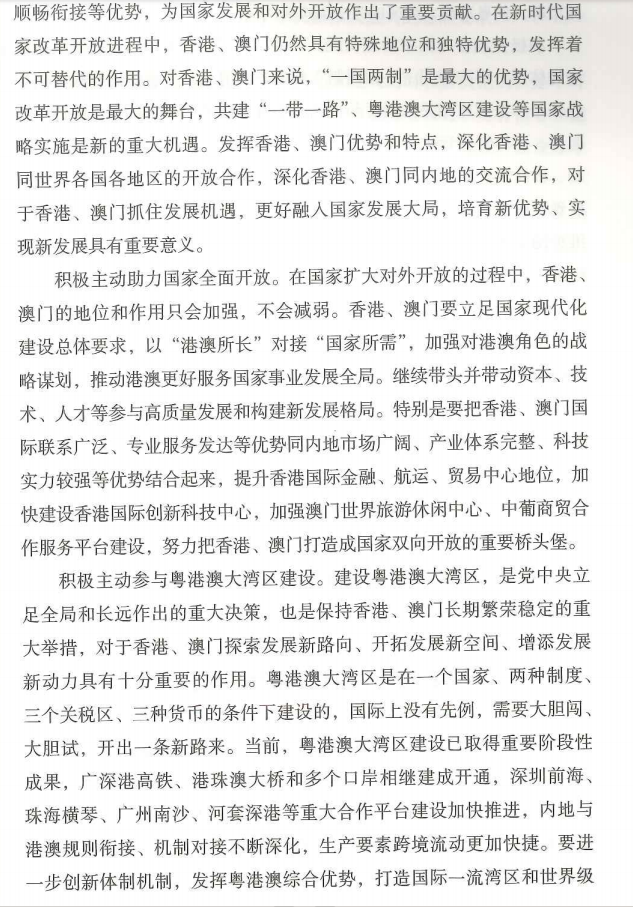 顺畅衔接等优势，为国家发展和对外开放作出了重要贡献。在新时代国
家改革开放进程中，香港、澳门仍然具有特殊地位和独特优势，发挥着
不可替代的作用。对香港、澳门来说，“一国两制”是最大的优势，国家
改革开放是最大的舞台，共建“一带一路”、粤港澳大湾区建设等国家战
略实施是新的重大机遇。发挥香港、澳门优势和特点，深化香港、澳门
同世界各国各地区的开放合作，深化香港、澳门同内地的交流合作，对
于香港、澳门抓住发展机遇，更好融入国家发展大局，培育新优势、实
现新发展具有重要意义。
积极主动助力国家全面开放。在国家扩大对外开放的过程中，香港、
澳门的地位和作用只会加强，不会减弱。香港、澳门要立足国家现代化
建设总体要求，以“港澳所长”对接“国家所需”，加强对港澳角色的战
略谋划，推动港澳更好服务国家事业发展全局。继续带头并带动资本、技
术、人才等参与高质量发展和构建新发展格局。特别是要把香港、澳门国
际联系广泛、专业服务发达等优势同内地市场广阔、产业体系完整、科技
实力较强等优势结合起来，提升香港国际金融、航运、贸易中心地位，加
快建设香港国际创新科技中心，加强澳门世界旅游休闲中心、中葡商贸合
作服务平台建设，努力把香港、澳门打造成国家双向开放的重要桥头堡。
积极主动参与粤港澳大湾区建设。建设粤港澳大湾区，是党中央立
足全局和长远作出的重大决策，也是保持香港、澳门长期繁荣稳定的重
大举措，对于香港、澳门探索发展新路向、开拓发展新空间、增添发展
新动力具有十分重要的作用。粤港澳大湾区是在一个国家、两种制度、
三个关税区、三种货币的条件下建设的，国际上没有先例，需要大胆闯、
大胆试，开出一条新路来。当前，粤港澳大湾区建设已取得重要阶段性
成果，广深港高铁、港珠澳大桥和多个口岸相继建成开通，深圳前海、
珠海横琴、广州南沙、河套深港等重大合作平台建设加快推进，内地与
港澳规则衔接、机制对接不断深化，生产要素跨境流动更加快捷。要进
一步创新体制机制，发挥粤港澳综合优势，打造国际一流湾区和世界级